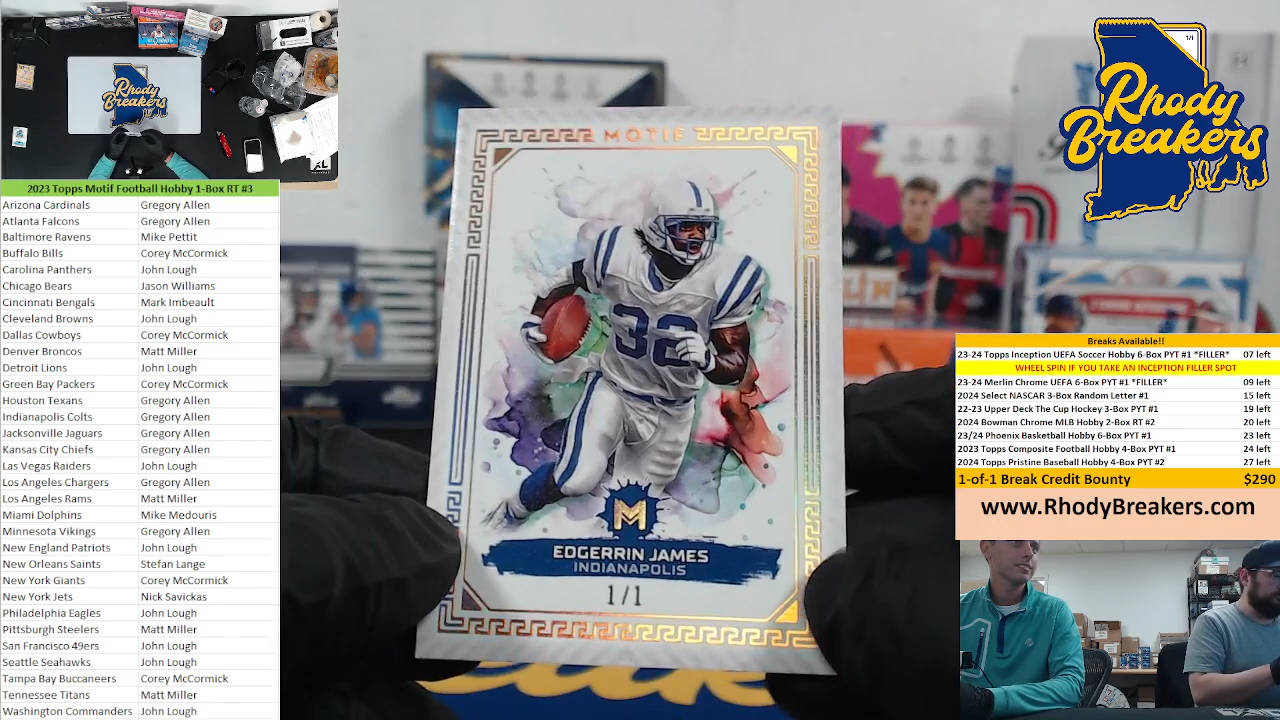 Rhody
Breakers
2023 Topps Motif Football Hobby 1-Box RT #3
Arizona Cardinals Gregory Allen
Atlanta Falcons Gregory Allen
Baltimore Ravens Mike Pettit
Buffalo Bills Corey McCormick
Carolina Panthers John Lough
Chicago Bears Jason Williams
Cincinnati Bengals Mark Imbeault
Cleveland Browns John Lough
Dallas Cowboys Corey McCormick
Denver Broncos Matt Miller
Detroit Lions John Lough
Green Bay Packers Corey McCormick
Houston Texans Gregory Allen
Indianapolis Colts Gregory Allen
Jacksonville Jaguars Gregory Allen
Kansas City Chiefs Gregory Allen
Las Vegas Raiders John Lough
Los Angeles Chargers Gregory Allen
Los Angeles Rams Matt Miller
Miami Dolphins Mike Medouris
Minnesota Vikings Gregory Allen
New England Patriots John Lough
New Orleans Saints Stefan Lange
New York Giants Corey McCormick
New York Jets Nick Savickas
Philadelphia Eagles John Lough
Pittsburgh Steelers Matt Miller
San Francisco 49ers John Lough
Seattle Seahawks John Lough
Tampa Bay Buccaneers Corey McCormick
Tennessee Titans Matt Miller
Washington Commanders John Lough
MOTIF
32
M
EDGERRIN JAMES
INDIANAPOLIS
1/1
1/1
Rhody
Breakers
Breaks Available!!
23-24 Topps Inception UEFA Soccer Hobby 6-Box PYT #1 *FILLER* 07 left
WHEEL SPIN IF YOU TAKE AN INCEPTION FILLER SPOT
23-24 Merlin Chrome UEFA 6-Box PYT #1 *FILLER* 09 left
2024 Select NASCAR 3-Box Random Letter #1 15 left
22-23 Upper Deck The Cup Hockey 3-Box PYT #1 19 left
2024 Bowman Chrome MLB Hobby 2-Box RT #2 20 left
23/24 Phoenix Basketball Hobby 6-Box PYT #1 23 left
2023 Topps Composite Football Hobby 4-Box PYT #1 24 left
2024 Topps Pristine Baseball Hobby 4-Box PYT #2 27 left
1-of-1 Break Credit Bounty $290
www.RhodyBreakers.com